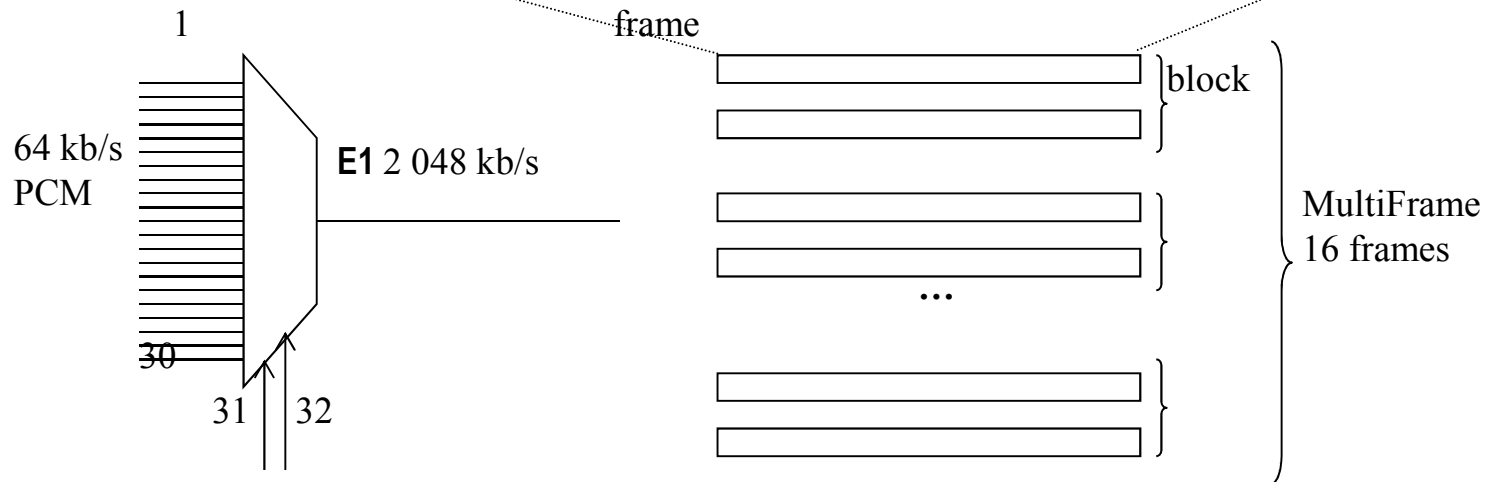 1
frame
block
64 kb/s
PCM
E1 2 048 kb/s
MultiFrame
16 frames
...
30
31 32